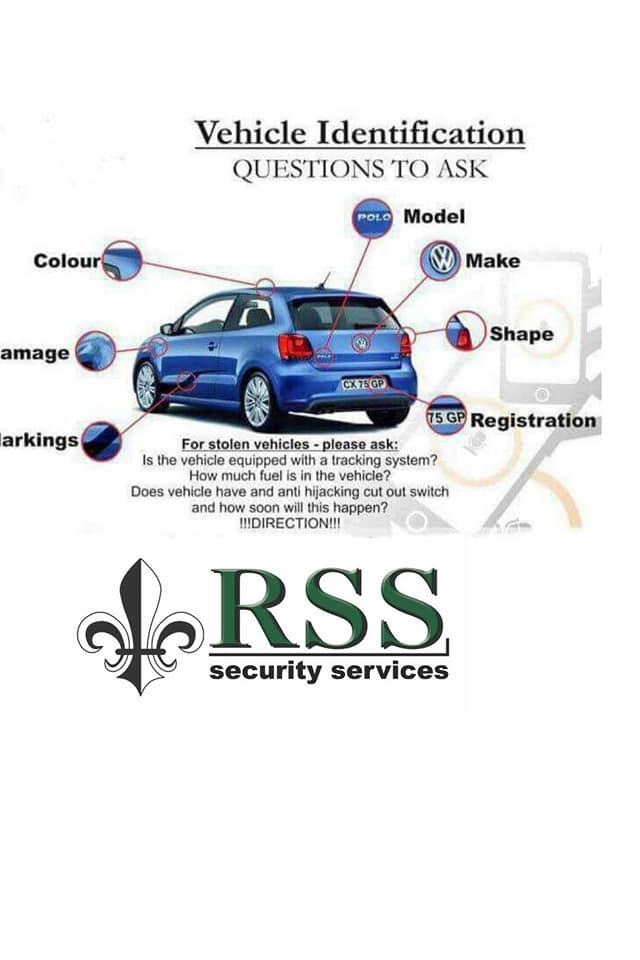 Vehicle Identification
QUESTIONS TO ASK
POLO Model
Colour
Make
Shape
amage
CX 75 GP
75 GP Registration
arkings
For stolen vehicles - please ask:
Is the vehicle equipped with a tracking system?
How much fuel is in the vehicle?
Does vehicle have and anti hijacking cut out switch
and how soon will this happen?
!!!DIRECTION!!!
RSS
security services